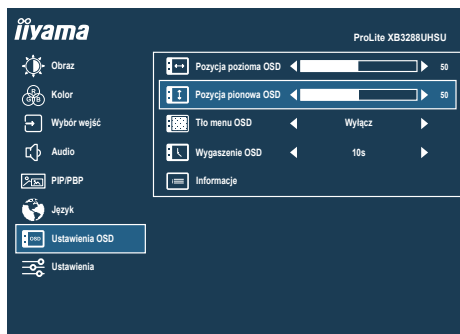 iiyama
ProLite XB3288UHSU
Obraz
Kolor
Wybór wejść
Audio
PIP/PBP
Język
OSD Ustawienia OSD
Ustawienia
Pozycja pozioma OSD 50
Pozycja pionowa OSD 50
Tło menu OSD Wyłącz
Wygaszenie OSD 10s
Informacje